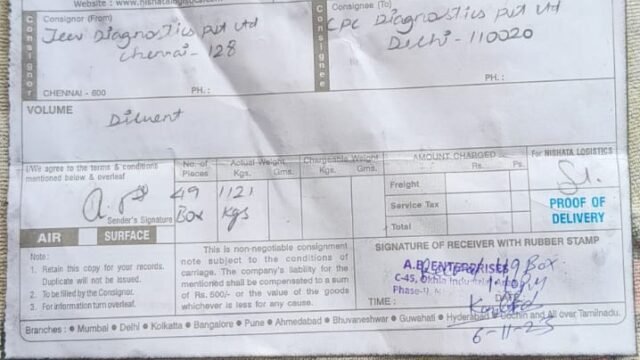 Website : www.nishatalogistics.com
Consignor (From)
Jeev Diagnostics pvt Ltd
Chennai - 128
CHENNAI - 600 PH. :
Consignor
Consignee (To)
CPC Diagnostics pvt Ltd
Delhi - 110020
PH. :
Consignee
VOLUME
Diluent
I/We agree to the terms & conditions
mentioned below & overleaf
Sender's Signature
No. of Pieces
49
Box
Actual Weight
Kgs. Gms.
1121
Kgs
Chargeable Weight
Kgs. Gms.
AMOUNT CHARGED
Rs. Ps.
Freight
Service Tax
Total
For NISHATA LOGISTICS
PROOF OF
DELIVERY
AIR SURFACE
Note :
1. Retain this copy for your records.
Duplicate will not be issued.
2. To be filled by the Consignor.
3. For information turn overleaf.
This is non-negotiable consignment
note subject to the conditions of
carriage. The company's liability for the
mentioned shall be compensated to a sum
of Rs. 500/- or the value of the goods
whichever is less for any cause.
SIGNATURE OF RECEIVER WITH RUBBER STAMP
A.B. ENTERPRISES
49 Box
C-45, Okhla
Phase-
TIME :
DATE
6-11-25
Branches : Mumbai Delhi Kolkatta Bangalore Pune Ahmedabad Bhuvaneshwar Guwahati Hyderabad Cochin and All over Tamilnadu.